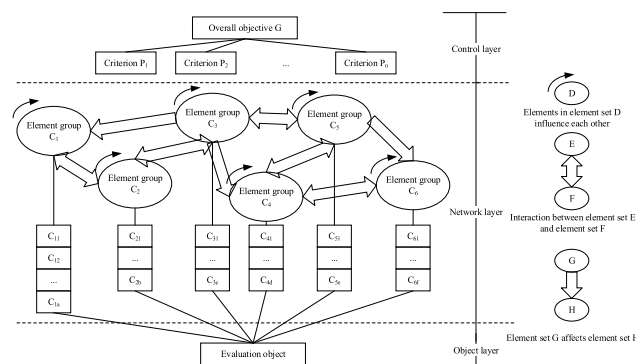 Overall objective G
Control layer
Criterion P1
Criterion P2
...
Criterion Pn
D
Elements in element set D
influence each other
Element group
C1
Element group
C3
Element group
C5
Element group
C2
Element group
C4
Element group
C6
E
F
Interaction between element set E
and element set F
Network layer
C11
C12
...
C1a
C21
...
C2b
C31
...
C3c
C41
...
C4d
C51
...
C5e
C61
...
C6f
G
H
Element set G affects element set H
Evaluation object
Object layer